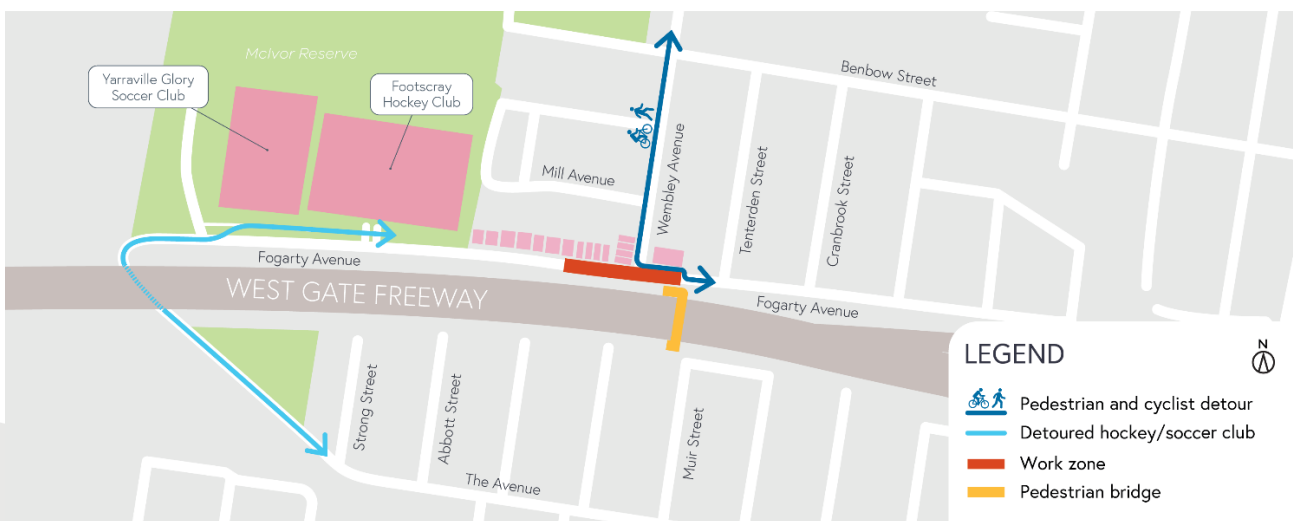 McIvor Reserve
Yarraville Glory
Soccer Club
Footscray
Hockey Club
Benbow Street
Mill Avenue
Wembley Avenue
Tenterden Street
Cranbrook Street
Fogarty Avenue
WEST GATE FREEWAY
Fogarty Avenue
Strong Street
Abbott Street
Muir Street
The Avenue
LEGEND
N
Pedestrian and cyclist detour
Detoured hockey/soccer club
Work zone
Pedestrian bridge